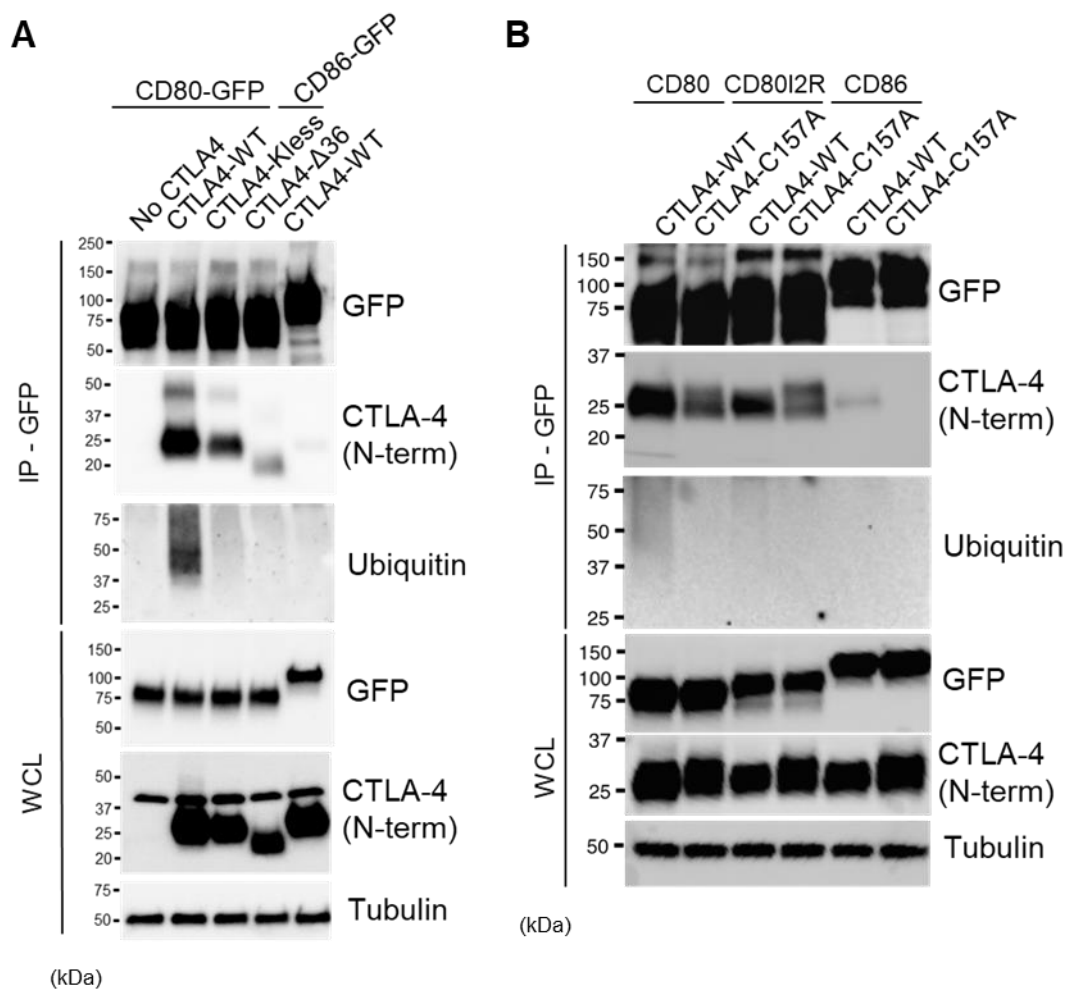 A
CD80-GFP
CD86-GFP
No CTLA4
CTLA4-WT
CTLA4-Kless
CTLA4-Δ36
CTLA4-WT
IP - GFP
250
150
100
75
50
GFP
50
37
25
20
CTLA-4
(N-term)
75
50
37
25
Ubiquitin
WCL
150
100
75
50
GFP
50
37
25
20
CTLA-4
(N-term)
75
50
Tubulin
(kDa)
B
CD80
CD80I2R
CD86
CTLA4-WT
CTLA4-C157A
CTLA4-WT
CTLA4-C157A
CTLA4-WT
CTLA4-C157A
IP - GFP
150
100
75
GFP
37
25
20
CTLA-4
(N-term)
75
50
37
25
Ubiquitin
WCL
150
100
75
GFP
37
25
CTLA-4
(N-term)
50
Tubulin
(kDa)